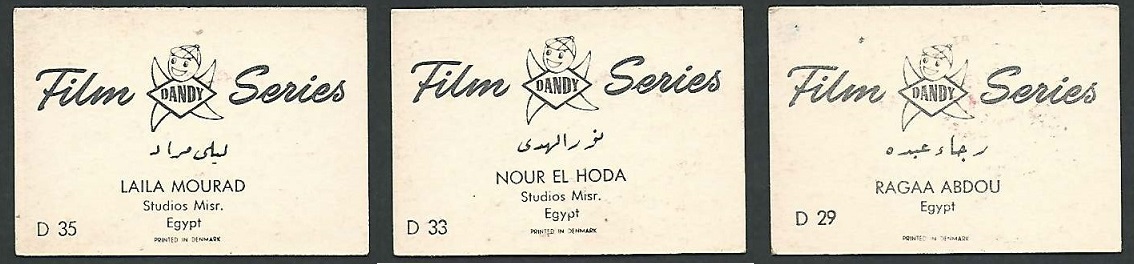 Film DANDY Series
ليلى مراد
LAILA MOURAD
Studios Misr.
Egypt
D 35
PRINTED IN DENMARK
Film DANDY Series
نور الهدى
NOUR EL HODA
Studios Misr.
Egypt
D 33
PRINTED IN DENMARK
Film DANDY Series
رجاء عبده
RAGAA ABDOU
Egypt
D 29
PRINTED IN DENMARK